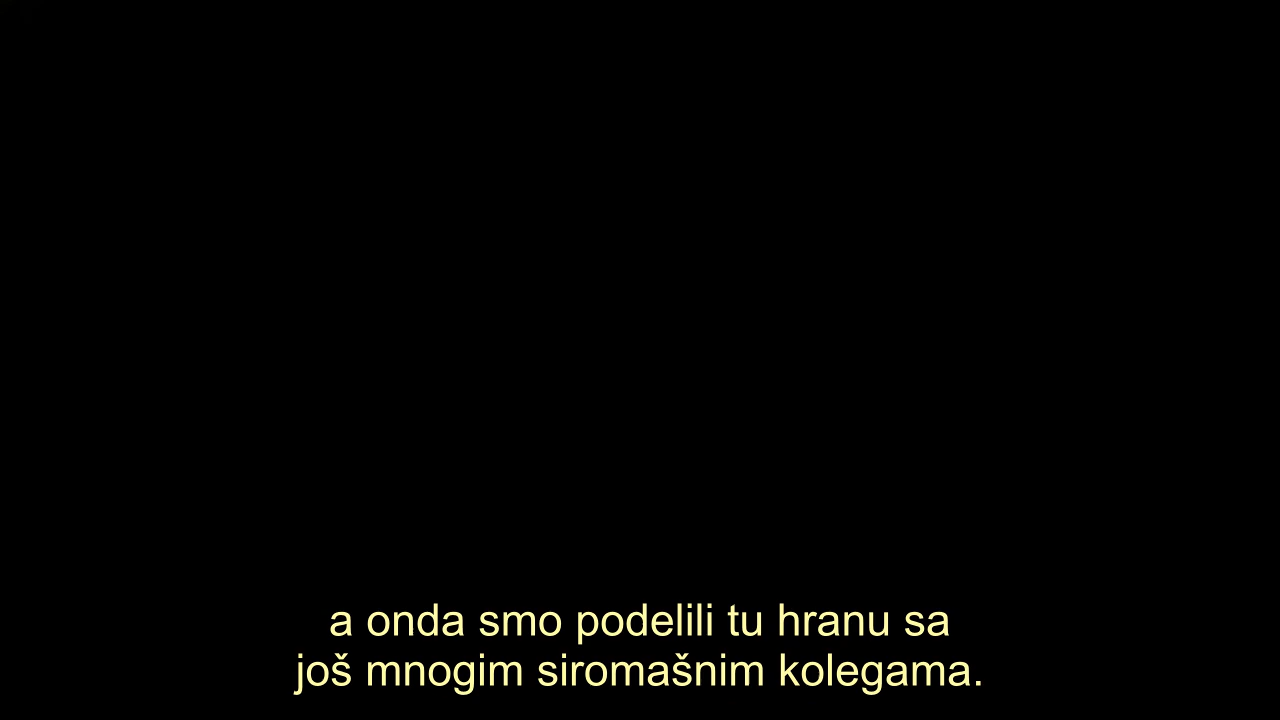 a onda smo podelili tu hranu sa
još mnogim siromašnim kolegama.